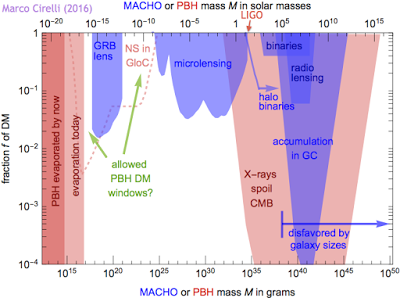 Marco Cirelli (2016)
MACHO or PBH mass M in solar masses
LIGO
10⁻²⁰ 10⁻¹⁵ 10⁻¹⁰ 10⁻⁵ 1 10⁵ 10¹⁰ 10¹⁵
1
10⁻¹
10⁻²
10⁻³
10⁻⁴
fraction f of DM
PBH evaporated by now
evaporation today
GRB
lens
NS in
GloC
microlensing
binaries
radio
lensing
halo
binaries
allowed
PBH DM
windows?
accumulation
in GC
X-rays
spoil
CMB
disfavored by
galaxy sizes
10¹⁵ 10²⁰ 10²⁵ 10³⁰ 10³⁵ 10⁴⁰ 10⁴⁵ 10⁵⁰
MACHO or PBH mass M in grams